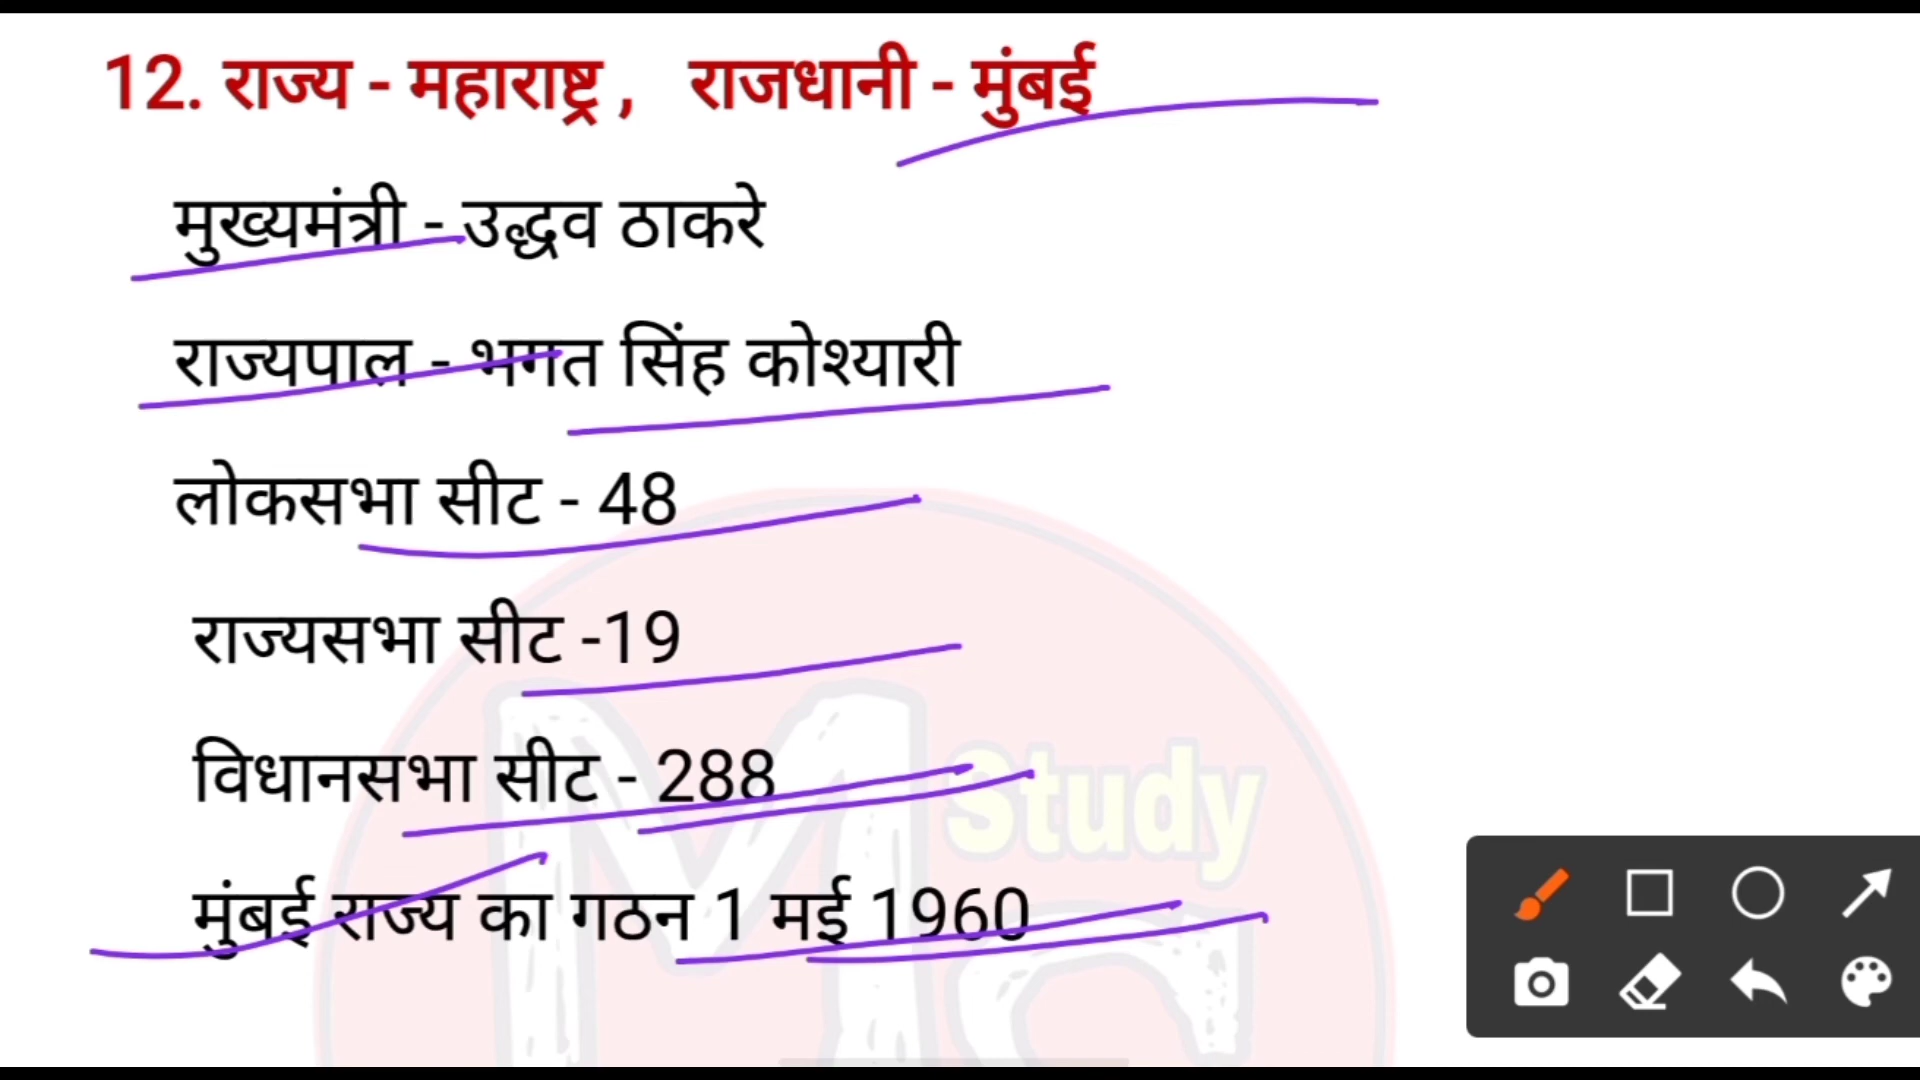 12. राज्य - महाराष्ट्र , राजधानी - मुंबई
मुख्यमंत्री - उद्धव ठाकरे
राज्यपाल - भगत सिंह कोश्यारी
लोकसभा सीट - 48
राज्यसभा सीट -19
विधानसभा सीट - 288
Study
मुंबई राज्य का गठन 1 मई 1960